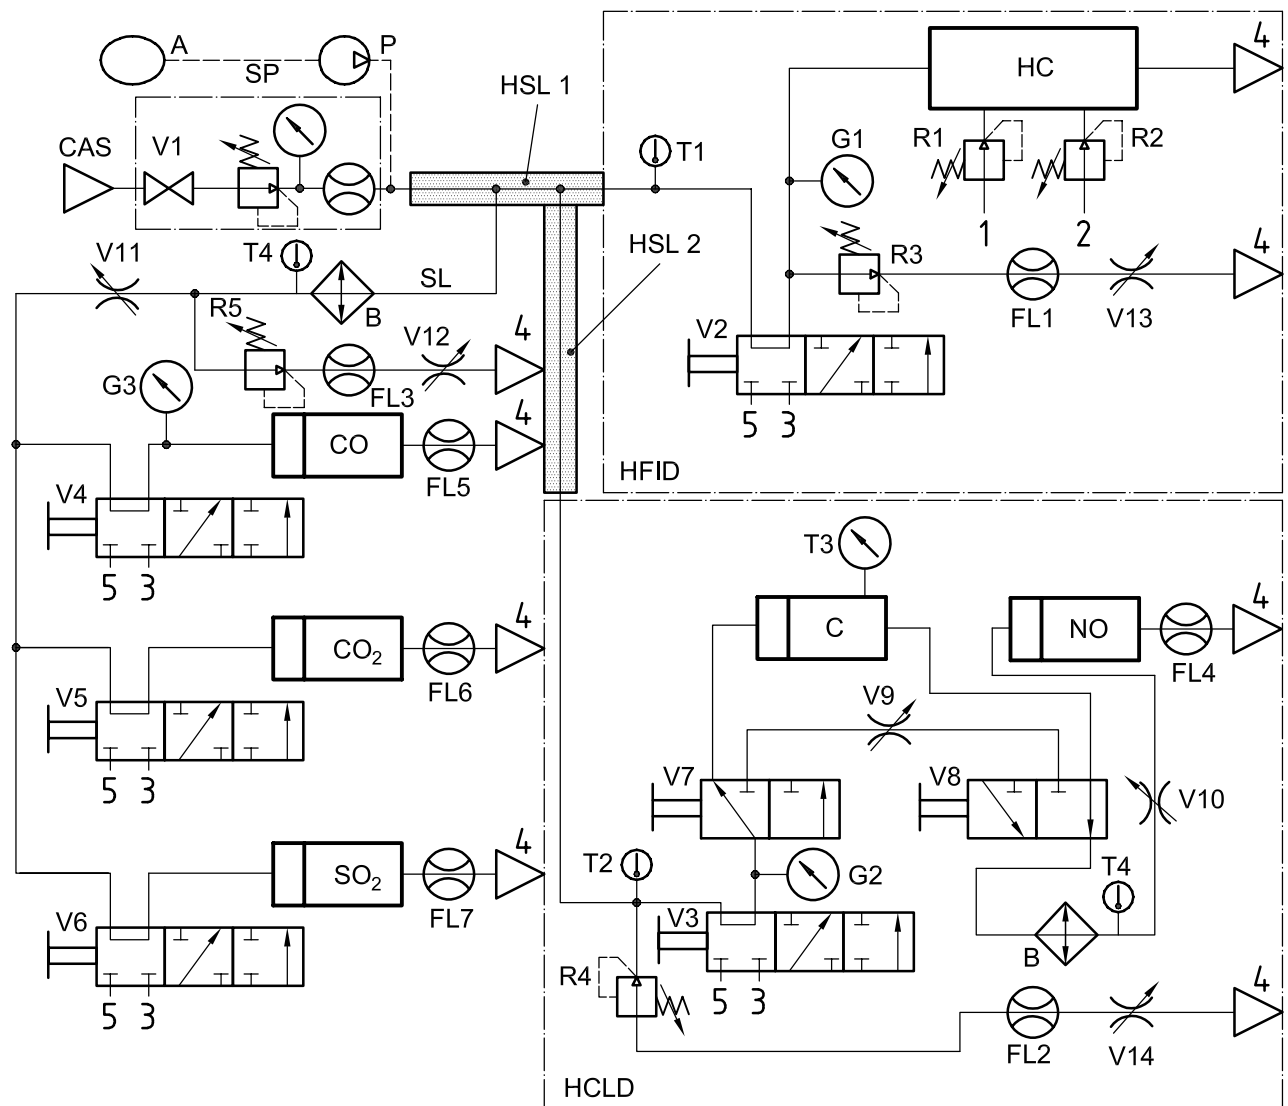 A
P
SP
HSL 1
HC
4
CAS
V1
T1
G1
R1
R2
1
2
V11
T4
SL
HSL 2
R3
4
B
R5
V12
4
FL1
V13
V2
G3
FL3
4
5
3
CO
FL5
HFID
V4
5
3
T3
4
C
NO
CO2
FL6
4
FL4
V5
V9
5
3
V7
V8
V10
4
T2
G2
T4
SO2
FL7
V3
V6
B
R4
5
3
4
5
3
FL2
V14
HCLD